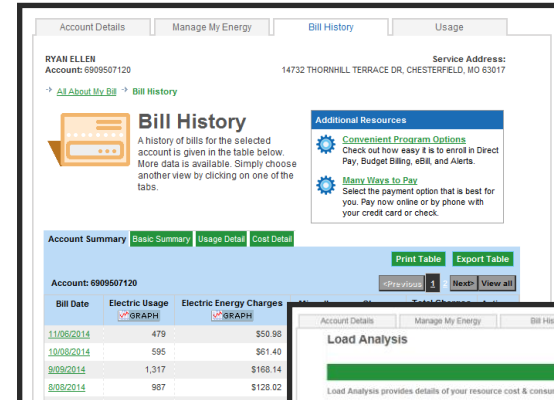 Account Details
Manage My Energy
Bill History
Usage
RYAN ELLEN
Service Address:
Account: 6909507120
14732 THORNHILL TERRACE DR, CHESTERFIELD, MO 63017
All About My Bill → Bill History
Bill History
A history of bills for the selected
account is given in the table below.
More data is available. Simply choose
another view by clicking on one of the
tabs.
Additional Resources
Convenient Program Options
Check out how easy it is to enroll in Direct
Pay, Budget Billing, eBill, and Alerts.
Many Ways to Pay
Select the payment option that is best for
you. Pay now online or by phone with
your credit card or check.
Account Summary
Basic Summary
Usage Detail
Cost Detail
Print Table
Export Table
Account: 6909507120
<Previous 1 2 Next> View all
Bill Date
Electric Usage
Electric Energy Charges
GRAPH
GRAPH
11/06/2014 479 $50.98
10/08/2014 595 $61.40
9/09/2014 1,317 $168.14
8/08/2014 987 $128.02
Account Details
Manage My Energy
Bill His
Load Analysis
Load Analysis provides details of your resource cost & consu